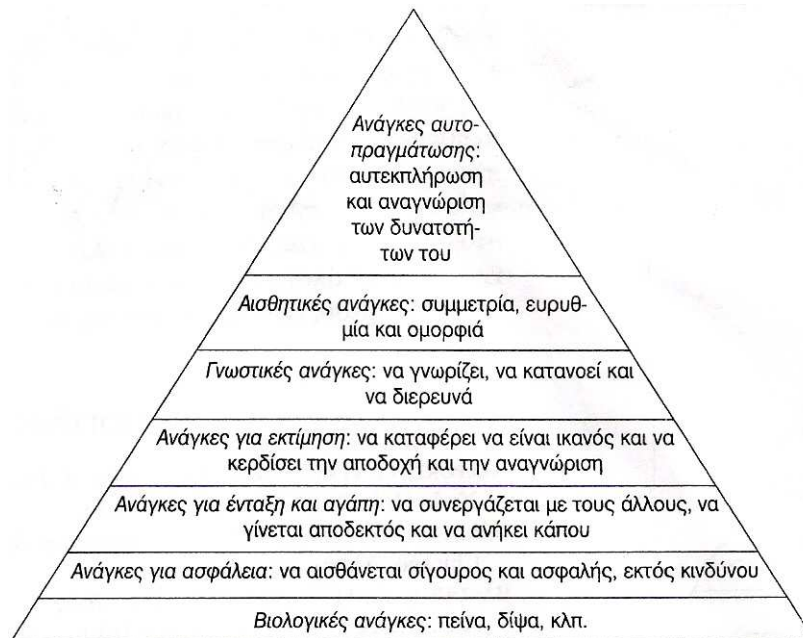 Ανάγκες αυτο-
πραγμάτωσης:
αυτεκπλήρωση
και αναγνώριση
των δυνατοτή-
των του
Αισθητικές ανάγκες: συμμετρία, ευρυθ-
μία και ομορφιά
Γνωστικές ανάγκες: να γνωρίζει, να κατανοεί και
να διερευνά
Ανάγκες για εκτίμηση: να καταφέρει να είναι ικανός και να
κερδίσει την αποδοχή και την αναγνώριση
Ανάγκες για ένταξη και αγάπη: να συνεργάζεται με τους άλλους, να
γίνεται αποδεκτός και να ανήκει κάπου
Ανάγκες για ασφάλεια: να αισθάνεται σίγουρος και ασφαλής, εκτός κινδύνου
Βιολογικές ανάγκες: πείνα, δίψα, κλπ.